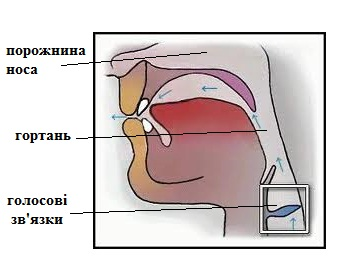 порожнина
носа
гортань
голосові
зв'язки